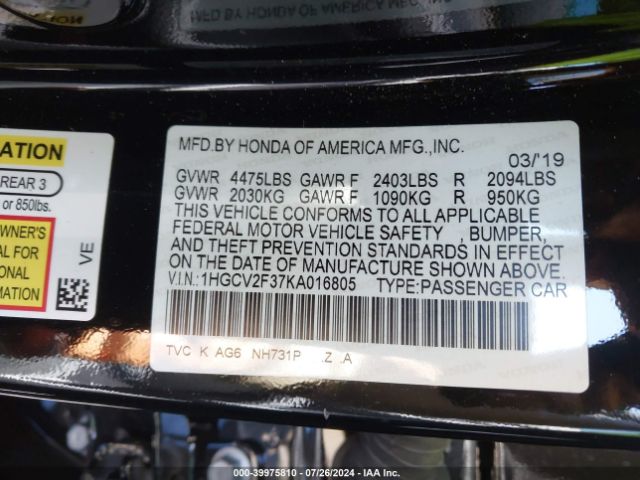 MFD.BY HONDA OF AMERICA MFG.,INC.
03/'19
GVWR 4475LBS GAWR F 2403LBS R 2094LBS
GVWR 2030KG GAWR F 1090KG R 950KG
THIS VEHICLE CONFORMS TO ALL APPLICABLE
FEDERAL MOTOR VEHICLE SAFETY , BUMPER,
AND THEFT PREVENTION STANDARDS IN EFFECT
ON THE DATE OF MANUFACTURE SHOWN ABOVE.
V.I.N.:1HGCV2F37KA016805 TYPE:PASSENGER CAR
TVC K AG6 NH731P .Z .A
ATION
REAR 3
or 850lbs.
WNER'S
AL FOR
IONAL
RMATION
VE
000-39975810 - 07/26/2024 - IAA Inc.